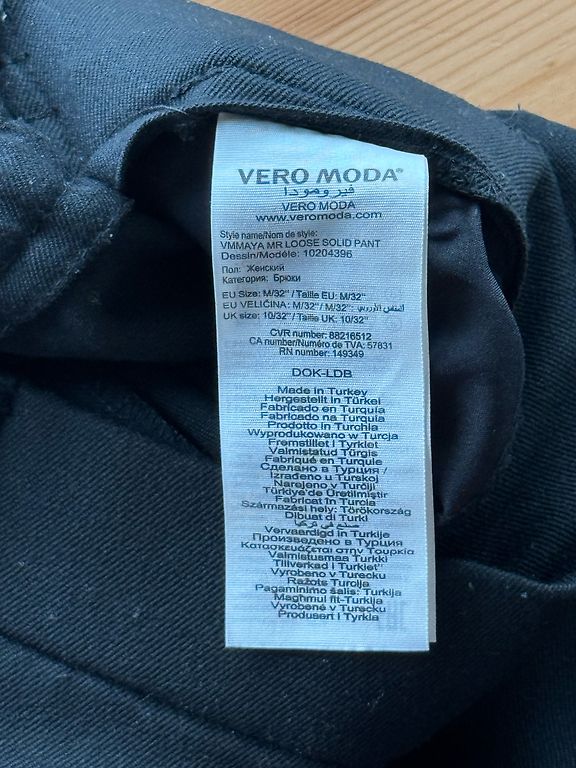 VERO MODA®
فيرومودا
VERO MODA
www.veromoda.com
Style name/Nom de style:
VMMAYA MR LOOSE SOLID PANT
Dessin/Modèle: 10204396
Пол: Женский
Категория: Брюки
EU Size: M/32" / Taille EU: M/32"
EU VELIČINA: M/32" / M/32" :المقاس الأوروبي
UK size: 10/32" / Taille UK: 10/32"
CVR number: 88216512
CA number/Numéro de TVA: 57831
RN number: 149349
DOK-LDB
Made in Turkey
Hergestellt in Türkei
Fabricado en Turquía
Fabricado na Turquia
Prodotto in Turchia
Wyprodukowano w Turcja
Fremstillet i Tyrkiet
Valmistatud Türgis
Fabriqué en Turquie
Сделано в Турция /
Izrađeno u Turskoj
Narejeno v Turčiji
Türkiye'de Üretilmiştir
Fabricat în Turcia
Származási hely: Törökország
Dibuat di Turki
صنع في تركيا
Vervaardigd in Turkije
Произведено в Турция
Κατασκευάζεται στην Τουρκία
Valmistusmaa Turkki
Tillverkad i Turkiet
Vyrobeno v Turecku
Ražots Turcija
Pagaminimo šalis: Turkija
Magħmul fit-Turkija
Vyrobené v Turecku
Produsert i Tyrkia